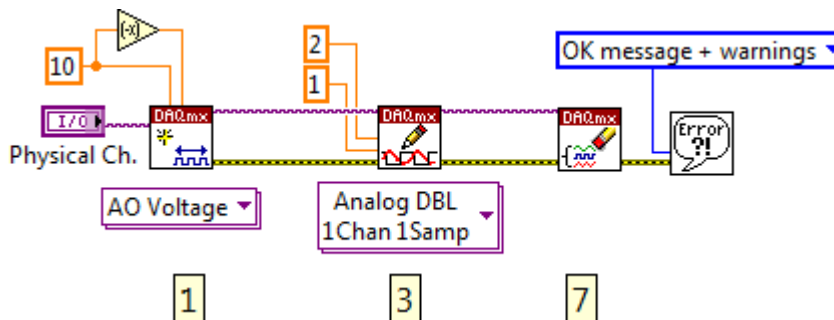 (-x)
10
2
1
OK message + warnings
I/O
DAQmx
DAQmx
DAQmx
Error
?!
Physical Ch.
AO Voltage
Analog DBL
1Chan 1Samp
1
3
7